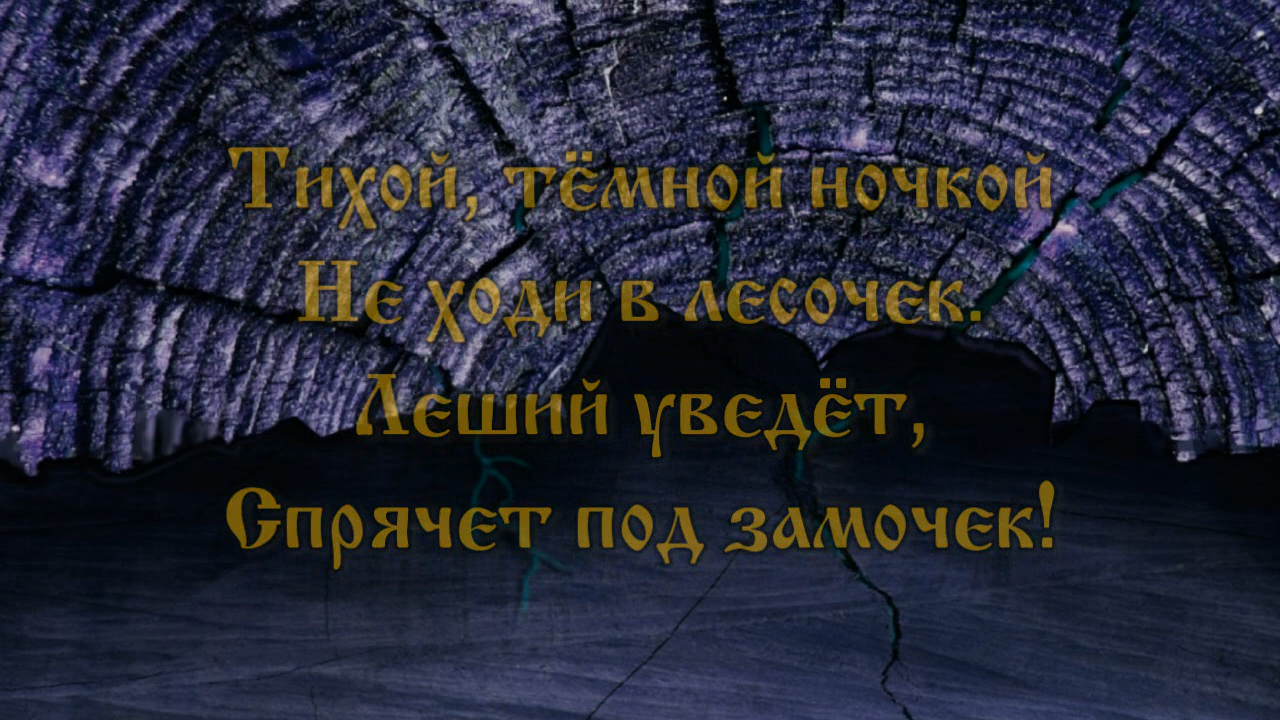 Тихой, тёмной ночкой
Не ходи в лесочек.
Леший уведёт,
Спрячет под замочек!